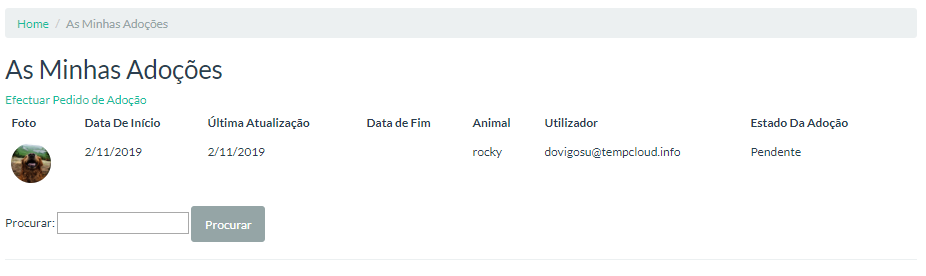 Home / As Minhas Adoções
As Minhas Adoções
Efectuar Pedido de Adoção
Foto Data De Início Última Atualização Data de Fim Animal Utilizador Estado Da Adoção
2/11/2019 2/11/2019 rocky dovigosu@tempcloud.info Pendente
Procurar: Procurar